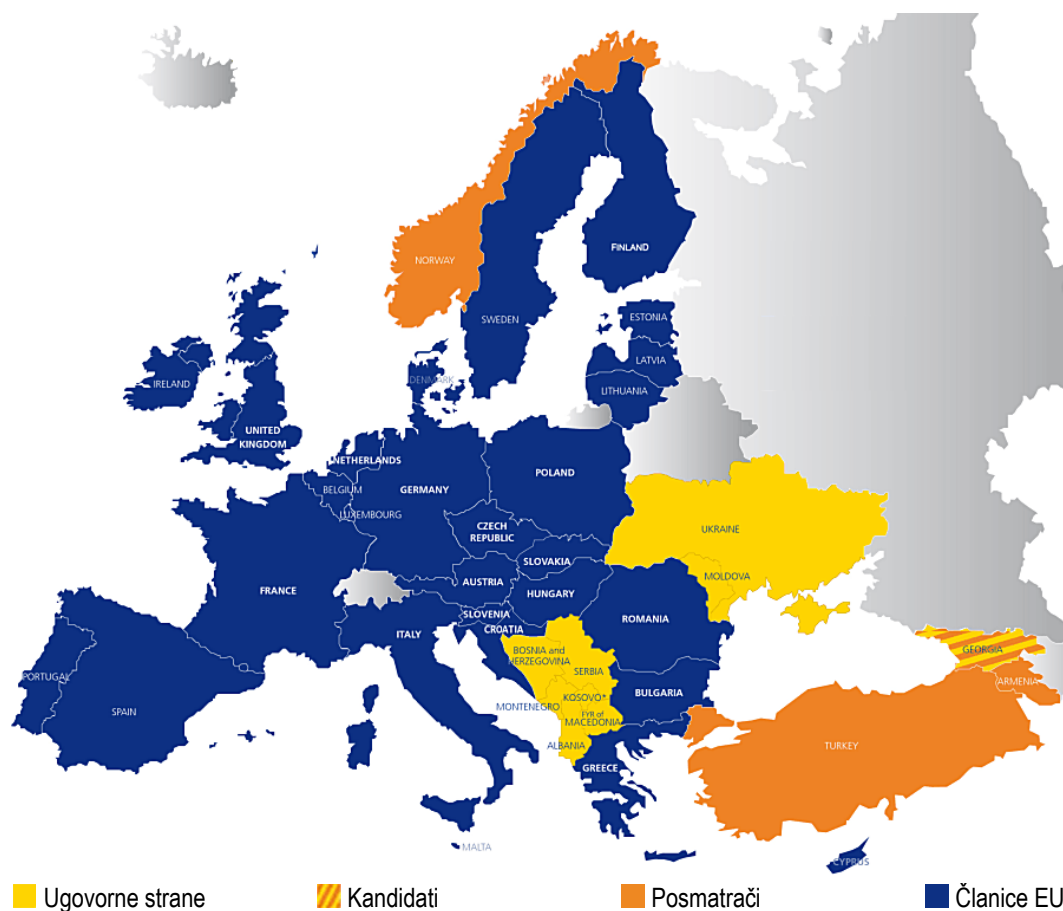 NORWAY
FINLAND
SWEDEN
ESTONIA
LATVIA
LITHUANIA
DENMARK
IRELAND
UNITED
KINGDOM
NETHERLANDS
BELGIUM
LUXEMBOURG
GERMANY
POLAND
CZECH
REPUBLIC
SLOVAKIA
AUSTRIA
HUNGARY
UKRAINE
MOLDOVA
FRANCE
SLOVENIA
CROATIA
ITALY
ROMANIA
BOSNIA and
HERZEGOVINA
SERBIA
KOSOVO*
MONTENEGRO
FYR of
MACEDONIA
ALBANIA
BULGARIA
GREECE
PORTUGAL
SPAIN
GEORGIA
ARMENIA
TURKEY
MALTA
CYPRUS
Ugovorne strane
Kandidati
Posmatrači
Članice EU